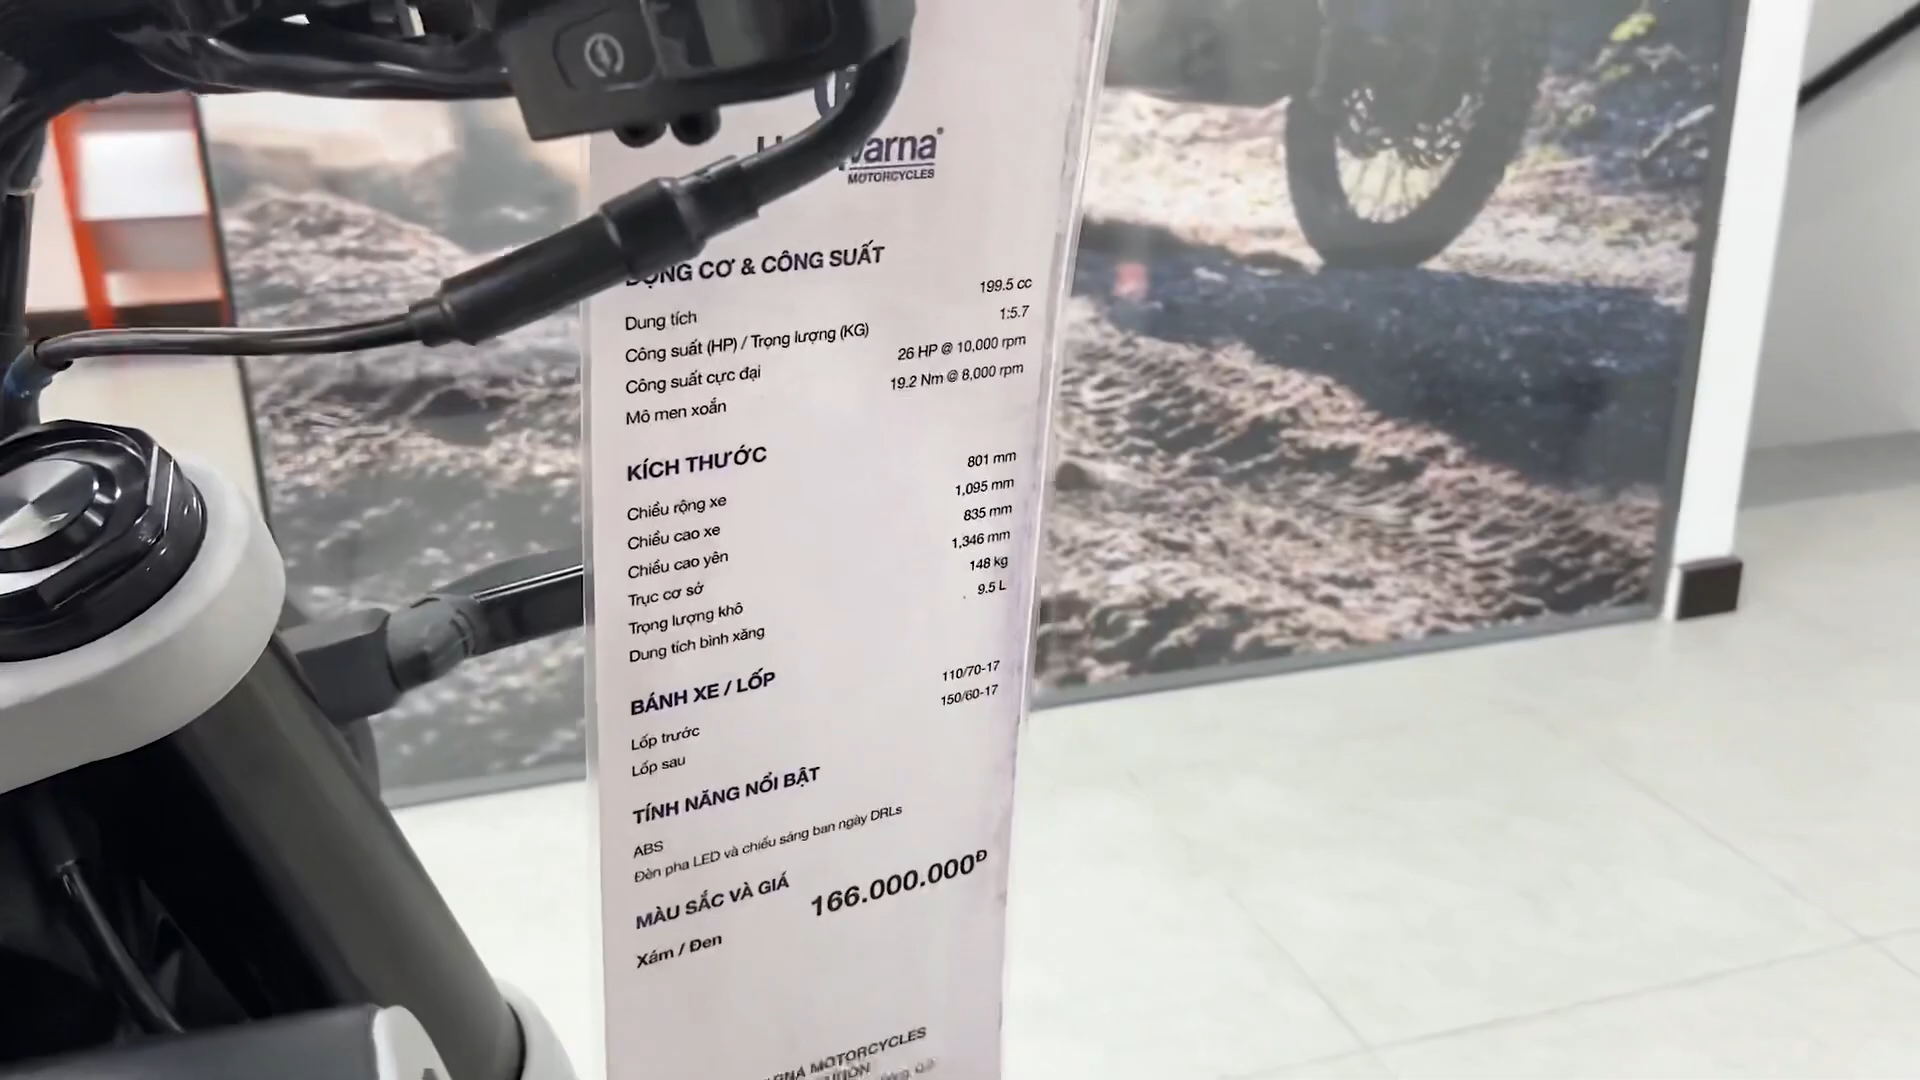 varna®
MOTORCYCLES
ĐỘNG CƠ & CÔNG SUẤT
Dung tích 199.5 cc
Công suất (HP) / Trọng lượng (KG) 1:5.7
Công suất cực đại 26 HP @ 10,000 rpm
Mô men xoắn 19.2 Nm @ 8,000 rpm
KÍCH THƯỚC
Chiều rộng xe 801 mm
Chiều cao xe 1,095 mm
Chiều cao yên 835 mm
Trục cơ sở 1,346 mm
Trọng lượng khô 148 kg
Dung tích bình xăng 9.5 L
BÁNH XE / LỐP
Lốp trước 110/70-17
Lốp sau 150/60-17
TÍNH NĂNG NỔI BẬT
ABS
Đèn pha LED và chiếu sáng ban ngày DRLs
MÀU SẮC VÀ GIÁ 166.000.000Đ
Xám / Đen
MOTORCYCLES